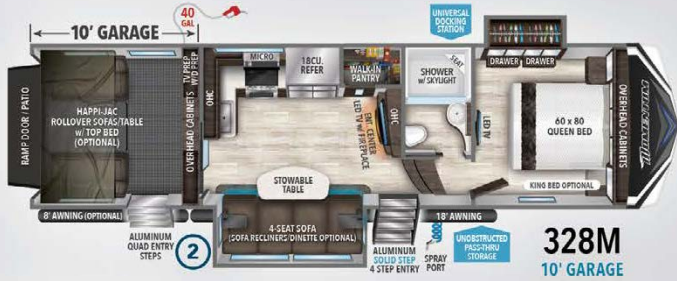 10' GARAGE
40
GAL
UNIVERSAL
DOCKING
STATION
RAMP DOOR / PATIO
HAPPI-JAC
ROLLOVER SOFAS/TABLE
w/ TOP BED
(OPTIONAL)
TV PREP
W/D PREP
OVERHEAD CABINETS
OHC
MICRO
18CU.
REFER
WALK-IN
PANTRY
ENT. CENTER
LED TV w/ FIREPLACE
OHC
SEAT
SHOWER
w/ SKYLIGHT
LED TV
DRAWER
DRAWER
60 x 80
QUEEN BED
OVERHEAD CABINETS
MOMENTUM
KING BED OPTIONAL
STOWABLE
TABLE
4-SEAT SOFA
(SOFA RECLINERS/DINETTE OPTIONAL)
8' AWNING (OPTIONAL)
18' AWNING
ALUMINUM
QUAD ENTRY
STEPS
2
ALUMINUM
SOLID STEP
4 STEP ENTRY
SPRAY
PORT
UNOBSTRUCTED
PASS-THRU
STORAGE
328M
10' GARAGE